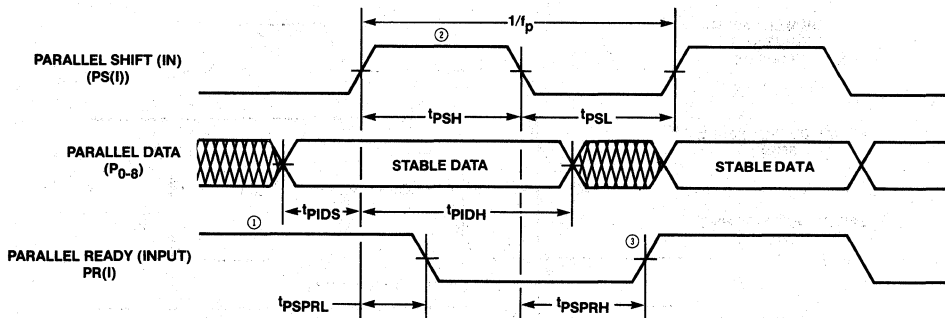 1/fp
②
PARALLEL SHIFT (IN)
(PS(I))
tPSH
tPSL
PARALLEL DATA
(P0-8)
STABLE DATA
STABLE DATA
tPIDS
tPIDH
①
PARALLEL READY (INPUT)
PR(I)
③
tPSPRL
tPSPRH